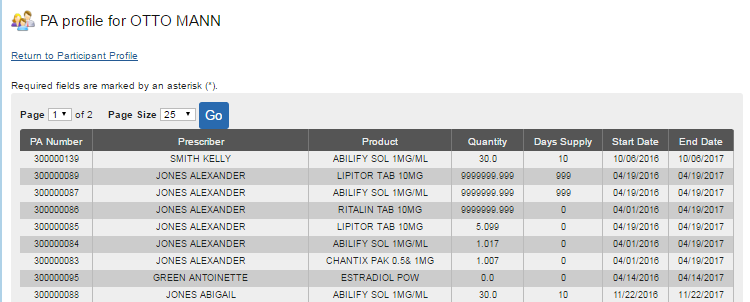 PA profile for OTTO MANN
Return to Participant Profile
Required fields are marked by an asterisk (*).
Page 1 of 2 Page Size 25 Go
PA Number Prescriber Product Quantity Days Supply Start Date End Date
300000139 SMITH KELLY ABILIFY SOL 1MG/ML 30.0 10 10/06/2016 10/06/2017
300000089 JONES ALEXANDER LIPITOR TAB 10MG 9999999.999 999 04/19/2016 04/19/2017
300000087 JONES ALEXANDER ABILIFY SOL 1MG/ML 9999999.999 999 04/19/2016 04/19/2017
300000086 JONES ALEXANDER RITALIN TAB 10MG 9999999.999 0 04/01/2016 04/19/2017
300000085 JONES ALEXANDER LIPITOR TAB 10MG 5.099 0 04/19/2016 04/19/2017
300000084 JONES ALEXANDER ABILIFY SOL 1MG/ML 1.017 0 04/01/2016 04/19/2017
300000083 JONES ALEXANDER CHANTIX PAK 0.5& 1MG 1.007 0 04/01/2016 04/19/2017
300000095 GREEN ANTOINETTE ESTRADIOL POW 0.0 0 04/14/2016 04/14/2017
300000088 JONES ABIGAIL ABILIFY SOL 1MG/ML 30.0 10 11/22/2016 11/22/2017